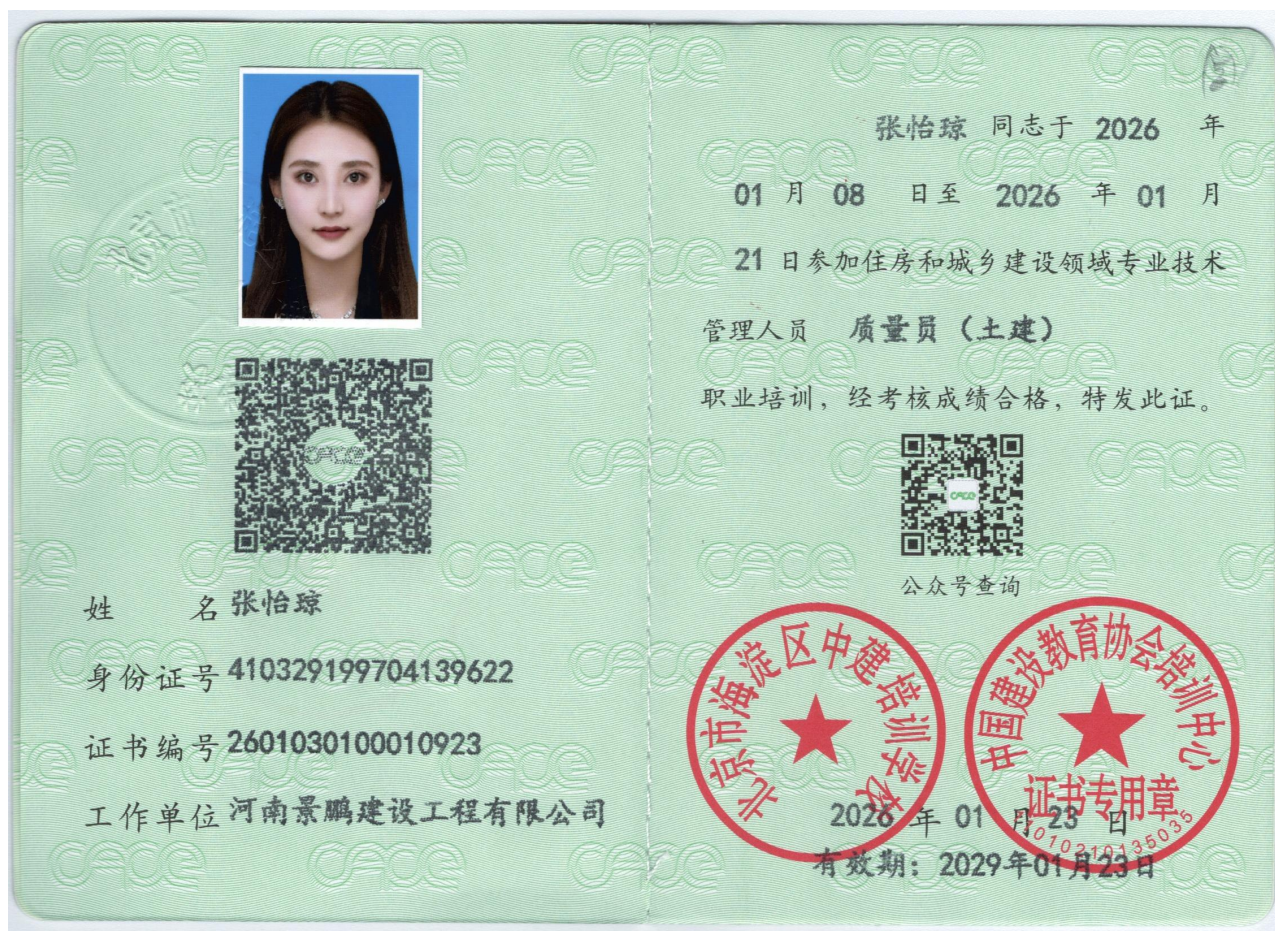 姓名 张怡琼
身份证号 410329199704139622
证书编号 2601030100010923
工作单位 河南景鹏建设工程有限公司
张怡琼 同志于 2026 年
01 月 08 日至 2026 年 01 月
21 日参加住房和城乡建设领域专业技术
管理人员 质量员（土建）
职业培训，经考核成绩合格，特发此证。
CACE
公众号查询
北京市海淀区中建培训学校
中国建设教育协会培训中心
证书专用章
2026 年 01 月 23 日
有效期：2029年01月23日